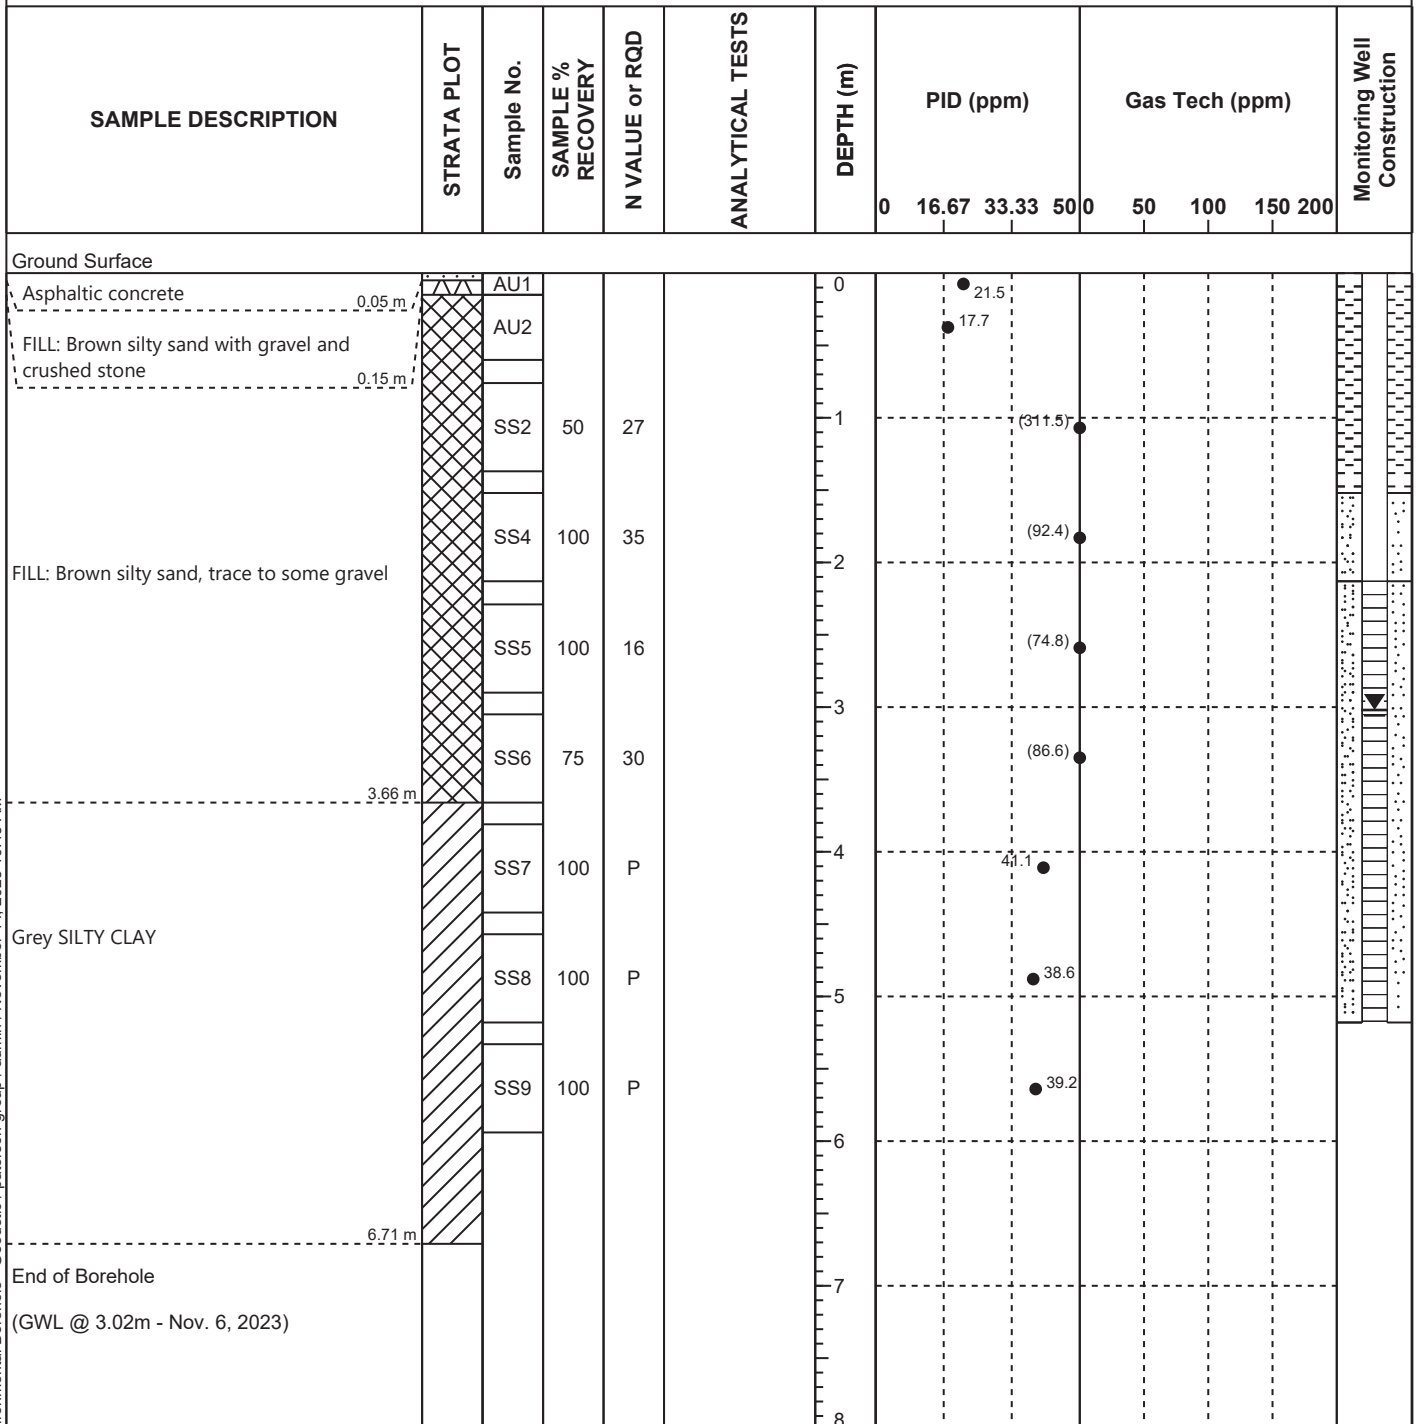 SAMPLE DESCRIPTION
STRATA PLOT
Sample No.
SAMPLE %
RECOVERY
N VALUE or RQD
ANALYTICAL TESTS
DEPTH (m)
PID (ppm)
0 16.67 33.33 50
Gas Tech (ppm)
0 50 100 150 200
Monitoring Well
Construction
Ground Surface
Asphaltic concrete
0.05 m
FILL: Brown silty sand with gravel and
crushed stone
0.15 m
FILL: Brown silty sand, trace to some gravel
3.66 m
Grey SILTY CLAY
6.71 m
End of Borehole
(GWL @ 3.02m - Nov. 6, 2023)
AU1
AU2
SS2 50 27
SS4 100 35
SS5 100 16
SS6 75 30
SS7 100 P
SS8 100 P
SS9 100 P
0
1
2
3
4
5
6
7
8
21.5
17.7
(311.5)
(92.4)
(74.8)
(86.6)
41.1
38.6
39.2